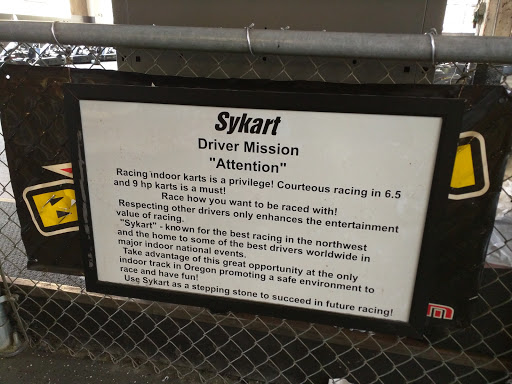 Sykart
Driver Mission
"Attention"
Racing indoor karts is a privilege! Courteous racing in 6.5
and 9 hp karts is a must!
Race how you want to be raced with!
Respecting other drivers only enhances the entertainment
value of racing.
"Sykart" - known for the best racing in the northwest
and the home to some of the best drivers worldwide in
major indoor national events.
Take advantage of this great opportunity at the only
indoor track in Oregon promoting a safe environment to
race and have fun!
Use Sykart as a stepping stone to succeed in future racing!